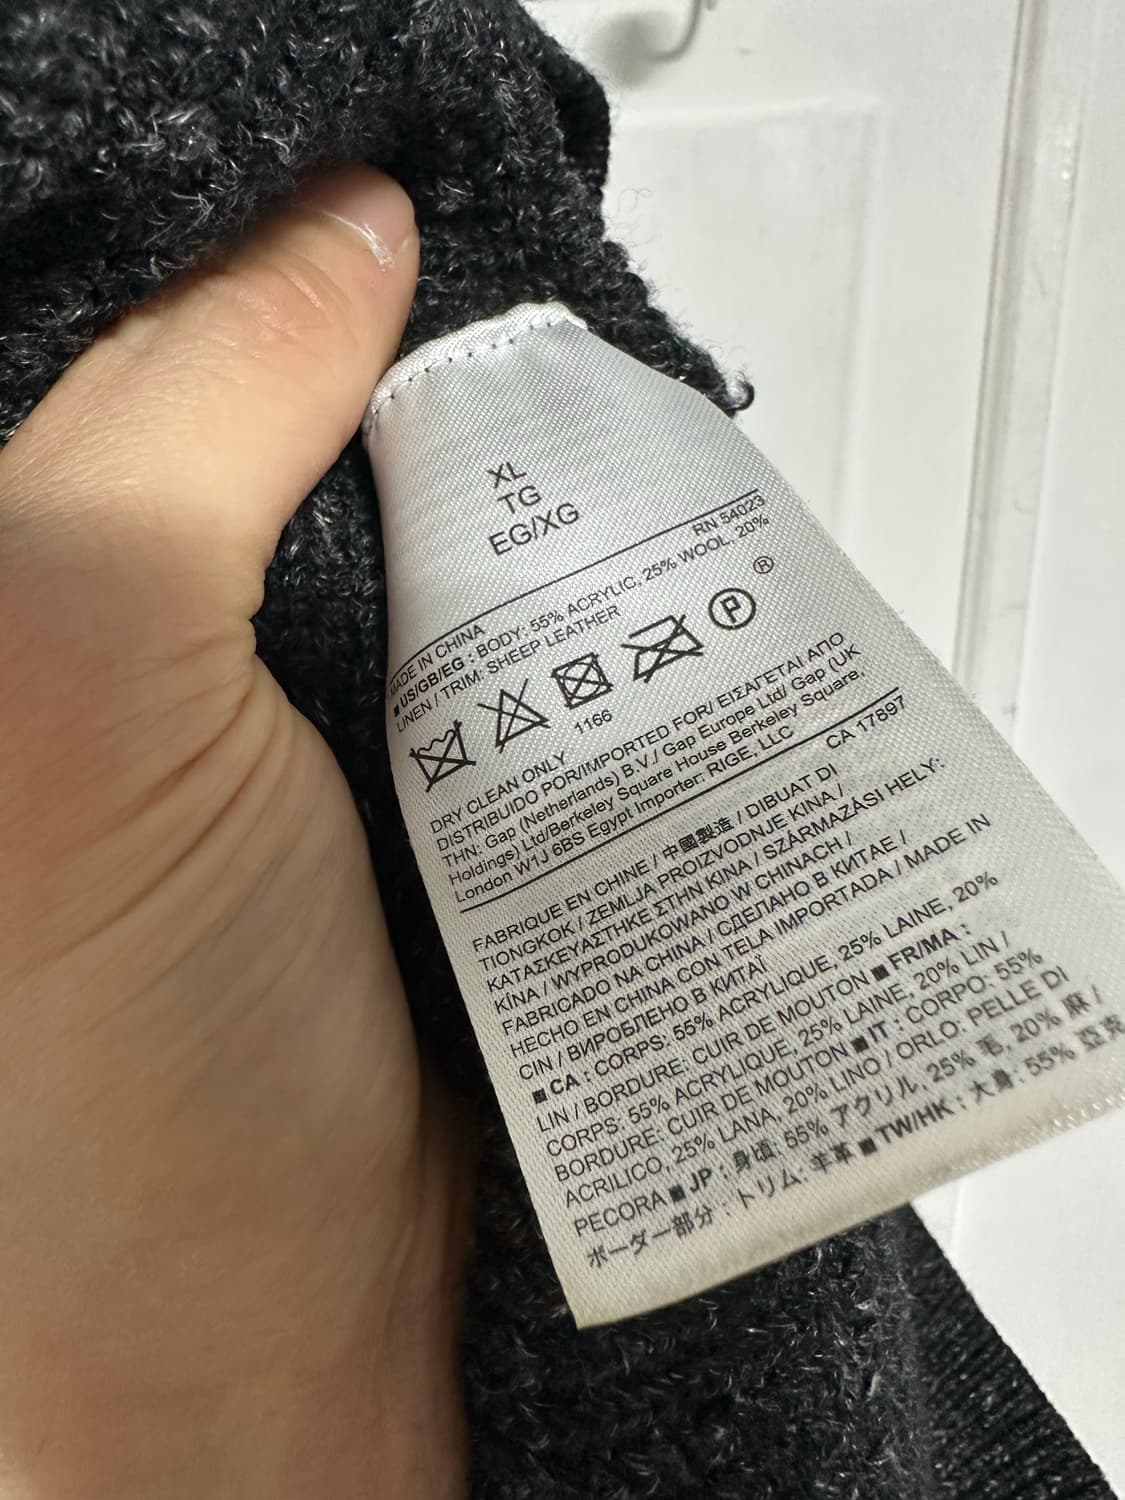 XL
TG
EG/XG
RN 54023
MADE IN CHINA
■ US/GB/EG : BODY: 55% ACRYLIC, 25% WOOL, 20%
LINEN / TRIM: SHEEP LEATHER
P ®
1166
DRY CLEAN ONLY
DISTRIBUIDO POR/IMPORTED FOR/ ΕΙΣΑΓΕΤΑΙ ΑΠΟ
THN: Gap (Netherlands) B.V./ Gap Europe Ltd/ Gap (UK
Holdings) Ltd/Berkeley Square House Berkeley Square,
London W1J 6BS Egypt Importer: RIGE, LLC
CA 17897
FABRIQUE EN CHINE / 中國製造 / DIBUAT DI
TIONGKOK / ZEMLJA PROIZVODNJE KINA /
ΚΑΤΑΣΚΕΥΑΣΤΗΚΕ ΣΤΗΝ ΚΙΝΑ / SZÁRMAZÁSI HELY:
KÍNA / WYPRODUKOWANO W CHINACH /
FABRICADO NA CHINA / СДЕЛАНО В КИТАЕ /
HECHO EN CHINA CON TELA IMPORTADA / MADE IN
CIN / ВИРОБЛЕНО В КИТАЇ
■ CA : CORPS: 55% ACRYLIQUE, 25% LAINE, 20%
LIN / BORDURE: CUIR DE MOUTON ■ FR/MA :
CORPS: 55% ACRYLIQUE, 25% LAINE, 20% LIN /
BORDURE: CUIR DE MOUTON ■ IT : CORPO: 55%
ACRILICO, 25% LANA, 20% LINO / ORLO: PELLE DI
PECORA ■ JP : 身頃: 55% アクリル, 25% 毛, 20% 麻 /
ボーダー部分 : トリム: 羊革 ■ TW/HK : 大身: 55% 亞克